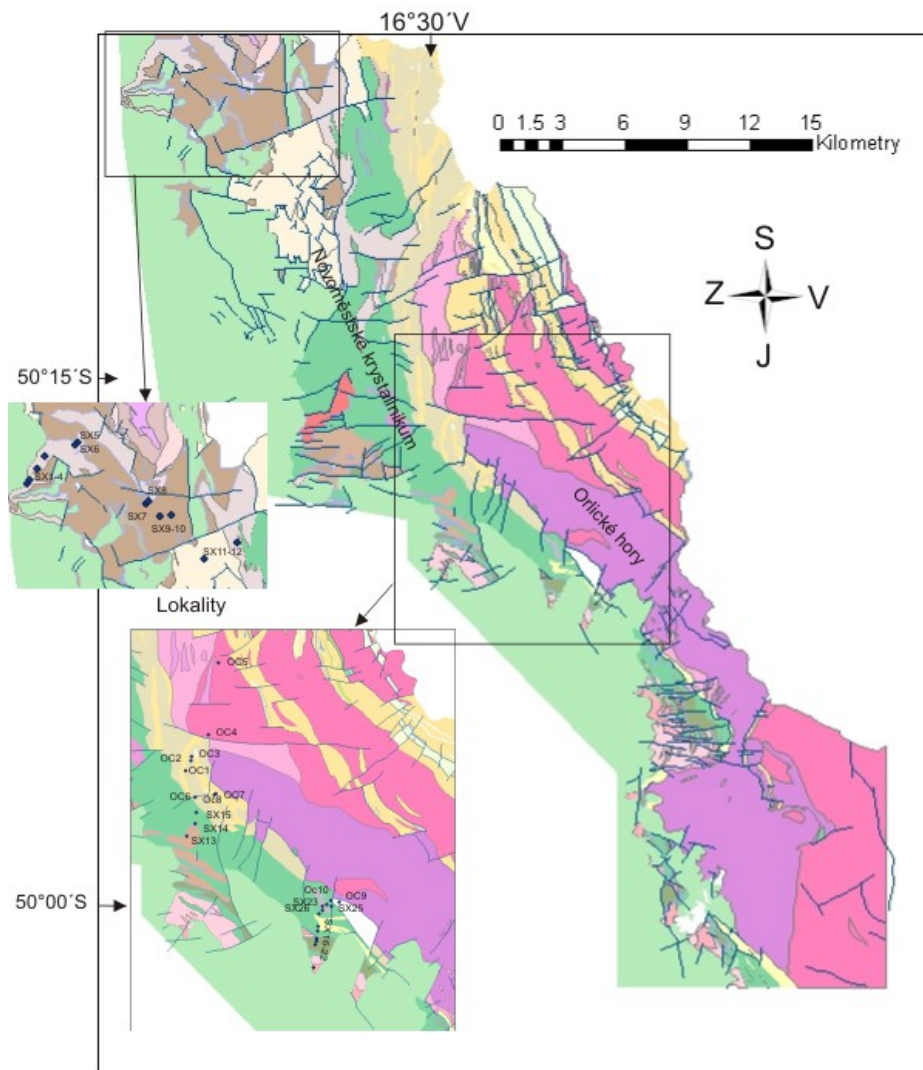 16°30´V
0 1.5 3 6 9 12 15
Kilometry
S
Z V
J
Novoměstské krystalinikum
50°15´S
Orlické hory
SX5
SX6
SX1-4
SX8
SX7
SX9-10
SX11-12
Lokality
OC5
OC4
OC3
OC2
OC1
OC6
OC7
Oc8
SX15
SX14
SX13
Oc10
OC9
SX23
SX25
SX26
SX16-22
50°00´S